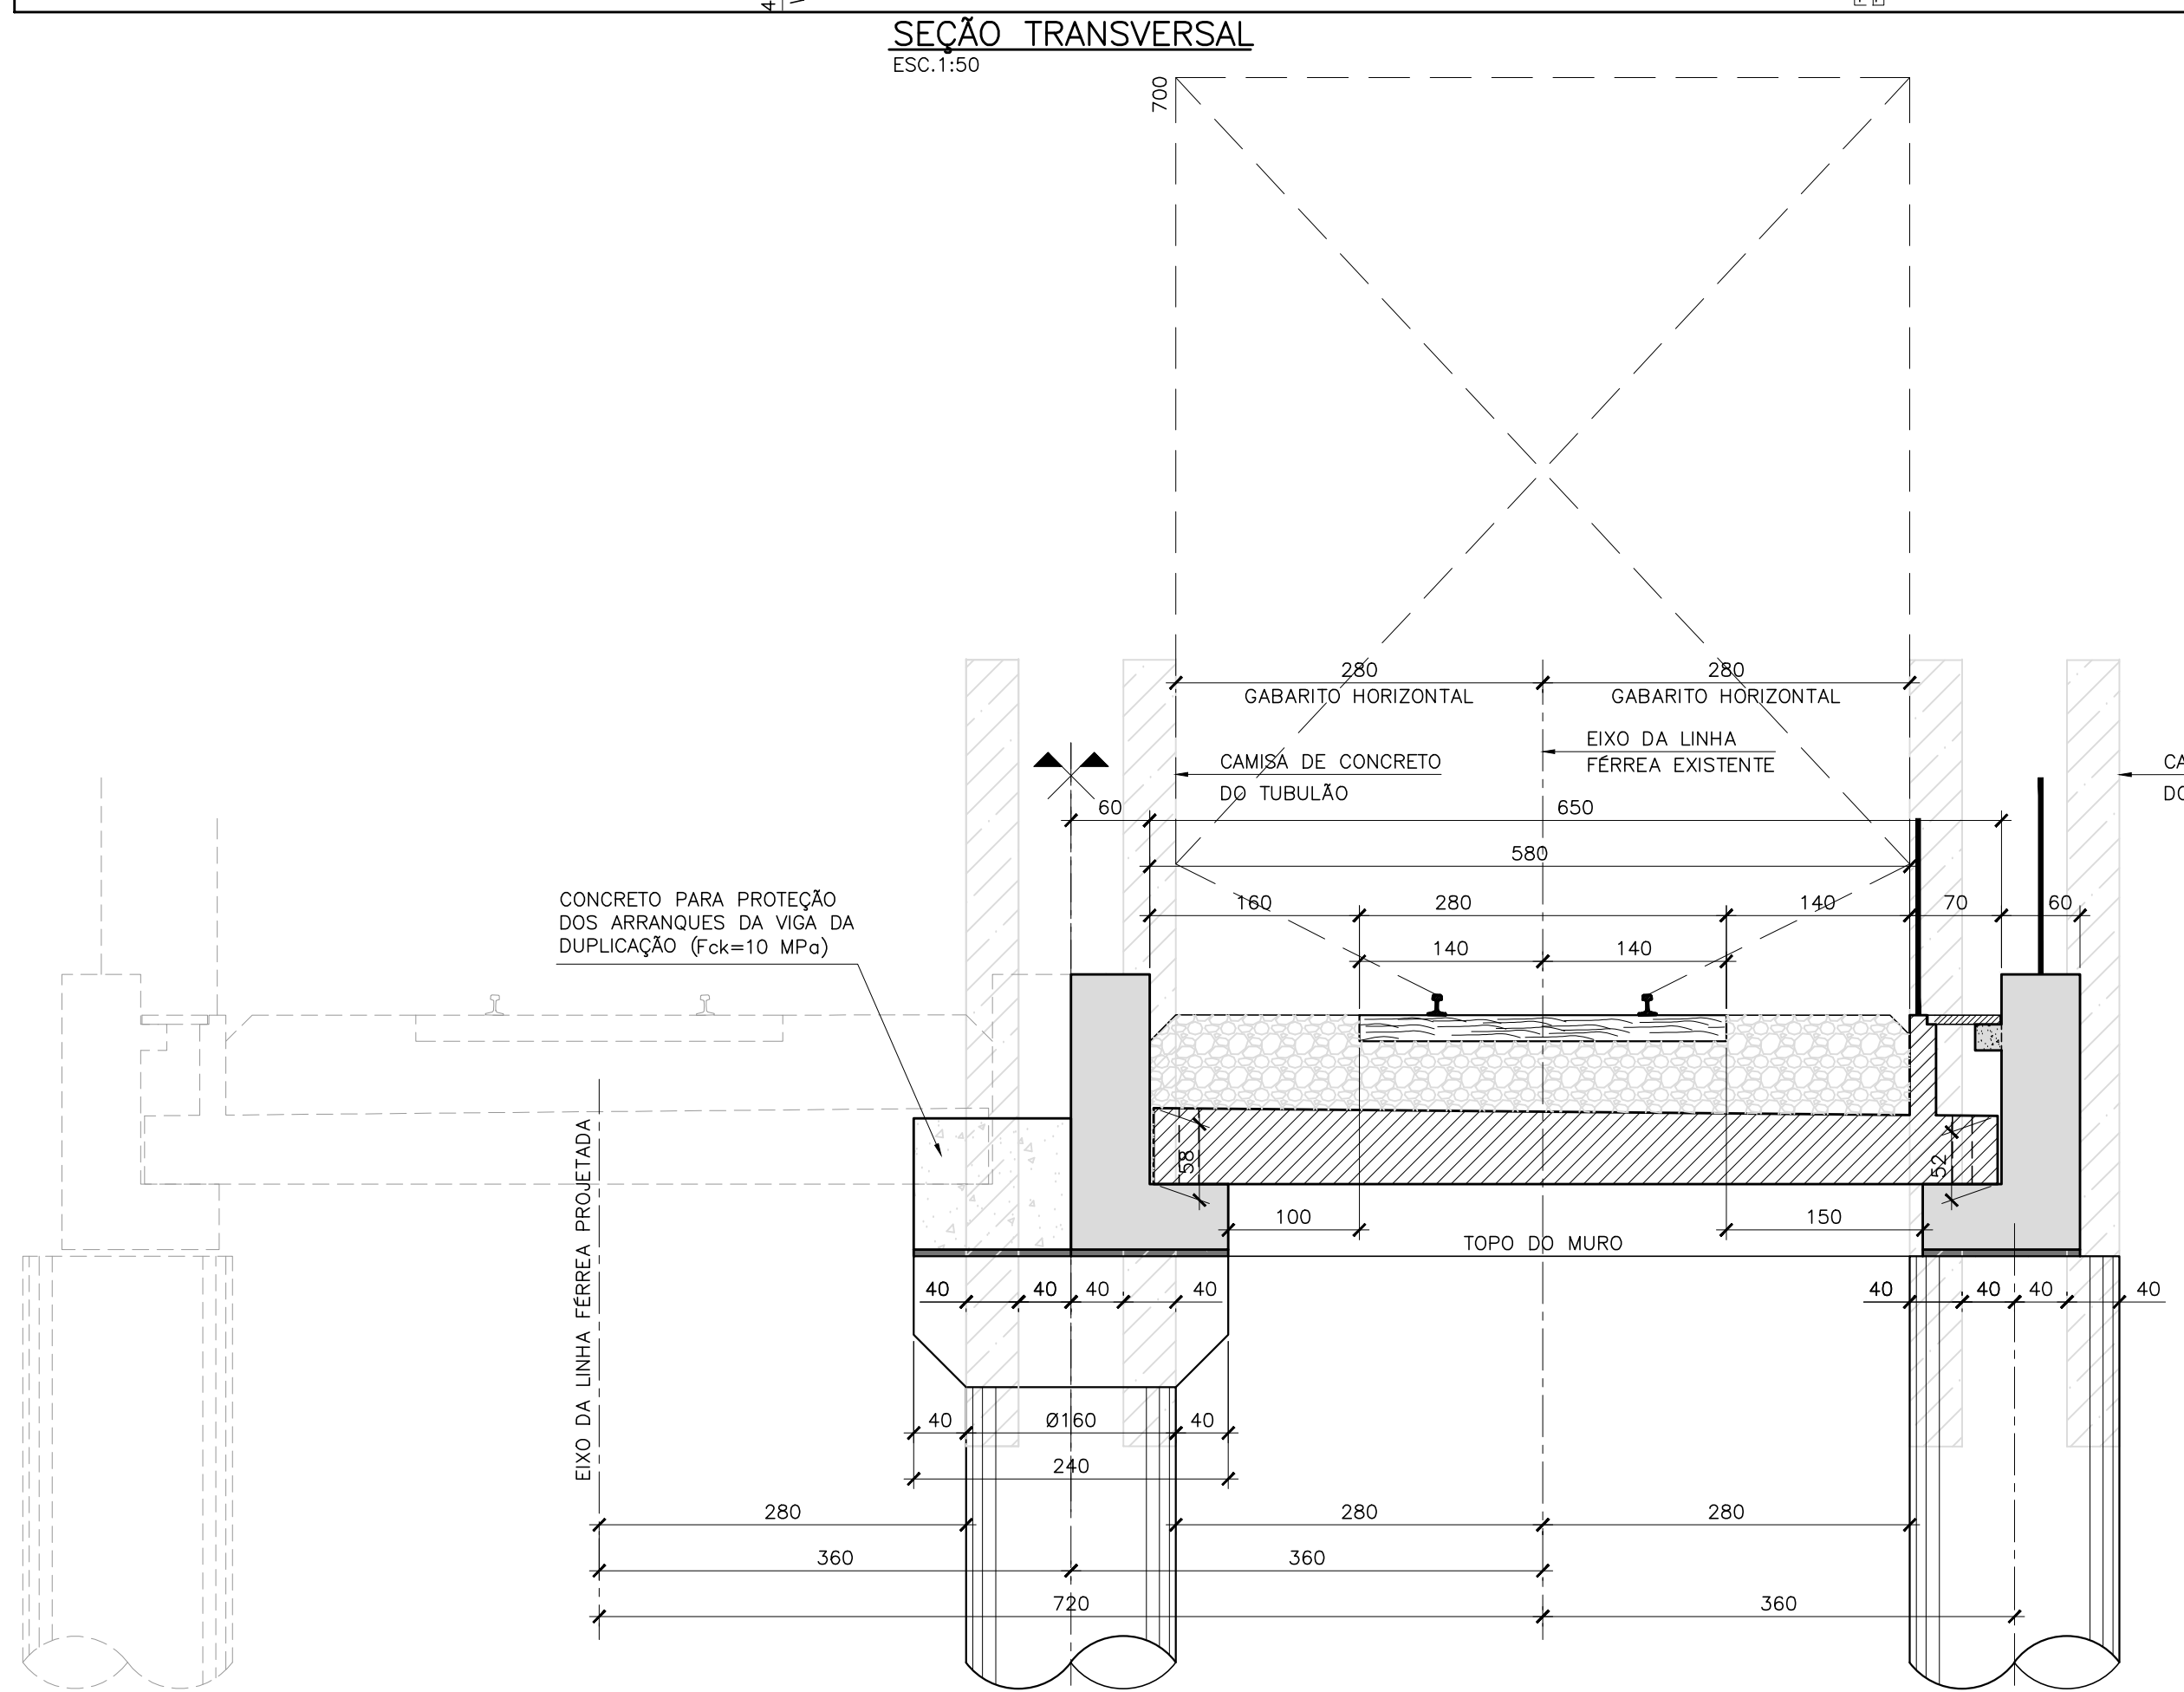 4
SEÇÃO TRANSVERSAL
ESC.1:50
700
280
280
GABARITO HORIZONTAL
GABARITO HORIZONTAL
EIXO DA LINHA
FÉRREA EXISTENTE
CAMISA DE CONCRETO
DO TUBULÃO
CA
DO
60
650
580
160
280
140
70
60
CONCRETO PARA PROTEÇÃO
DOS ARRANQUES DA VIGA DA
DUPLICAÇÃO (Fck=10 MPa)
140
140
58
52
EIXO DA LINHA FÉRREA PROJETADA
100
150
TOPO DO MURO
40
40
40
40
40
40
40
40
40
Ø160
40
240
280
280
280
360
360
720
360